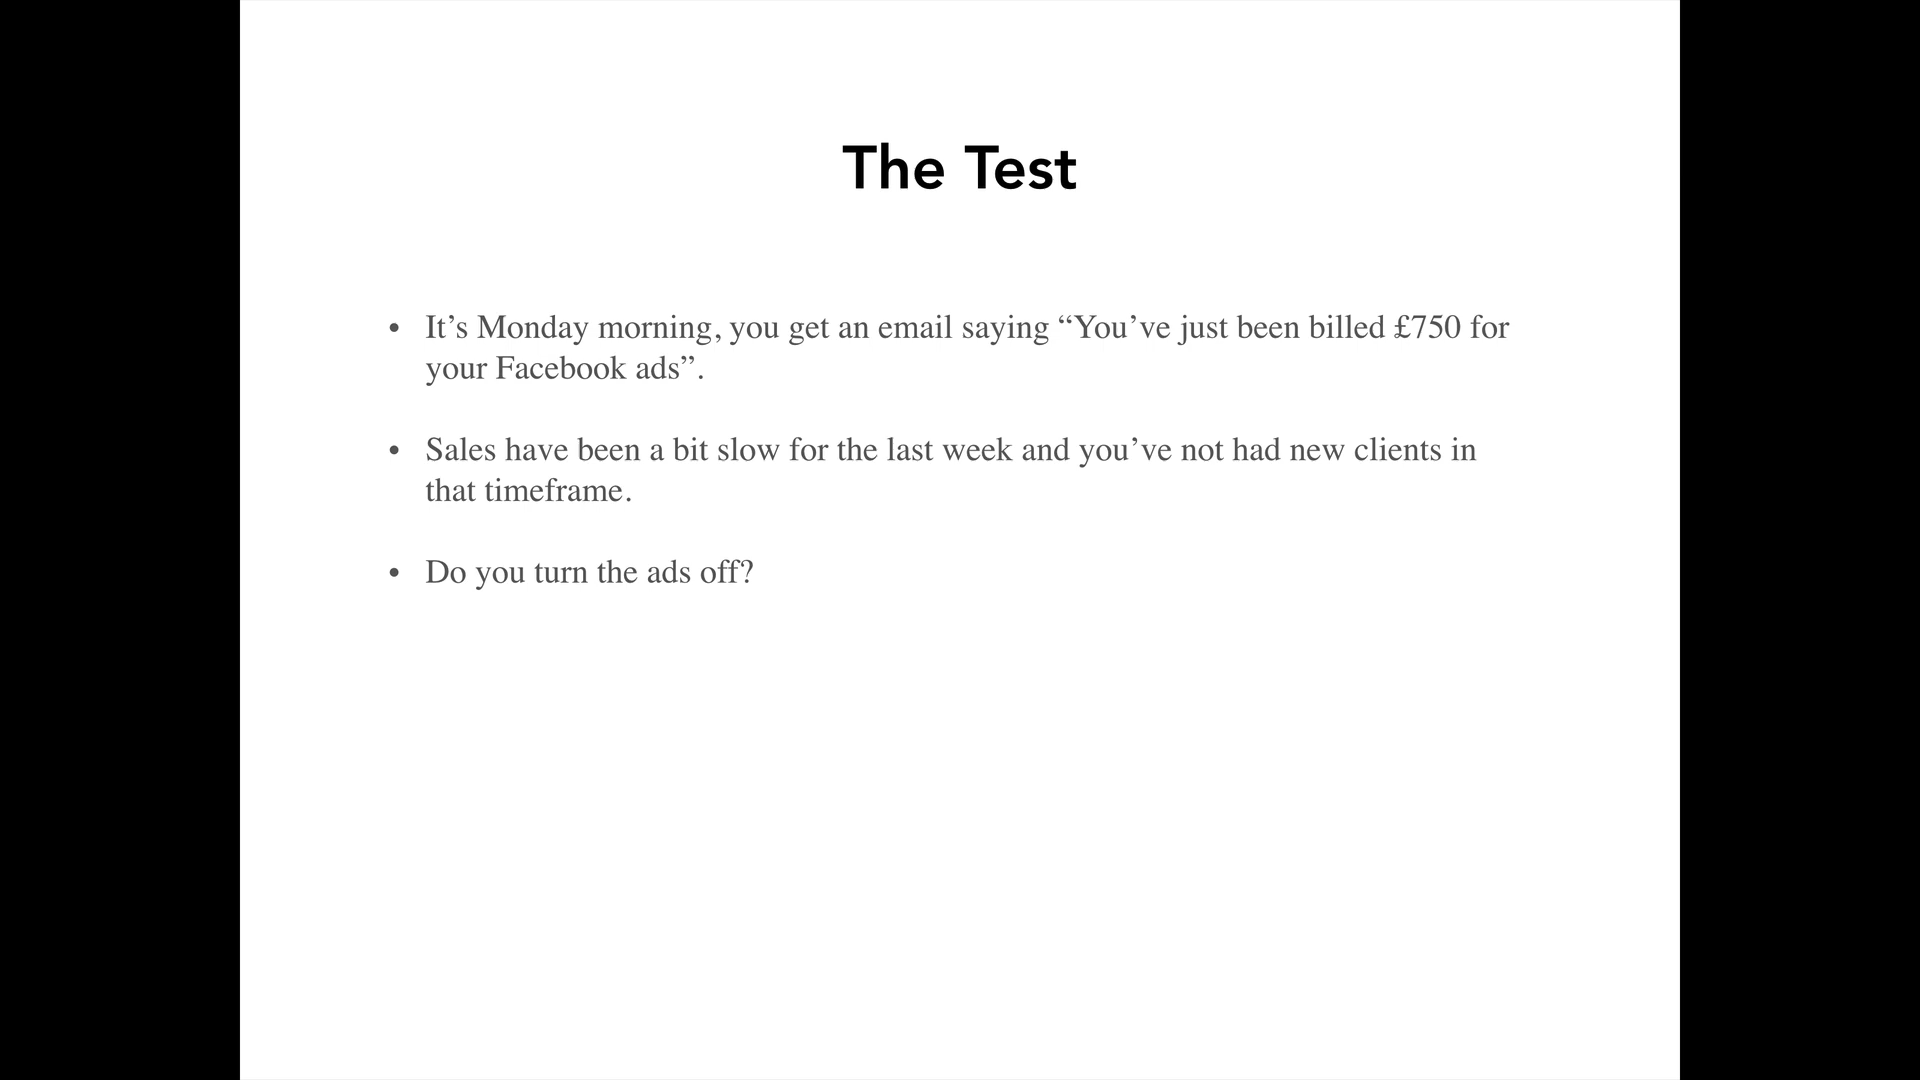 The Test
• It’s Monday morning, you get an email saying “You’ve just been billed £750 for
your Facebook ads”.
• Sales have been a bit slow for the last week and you’ve not had new clients in
that timeframe.
• Do you turn the ads off?